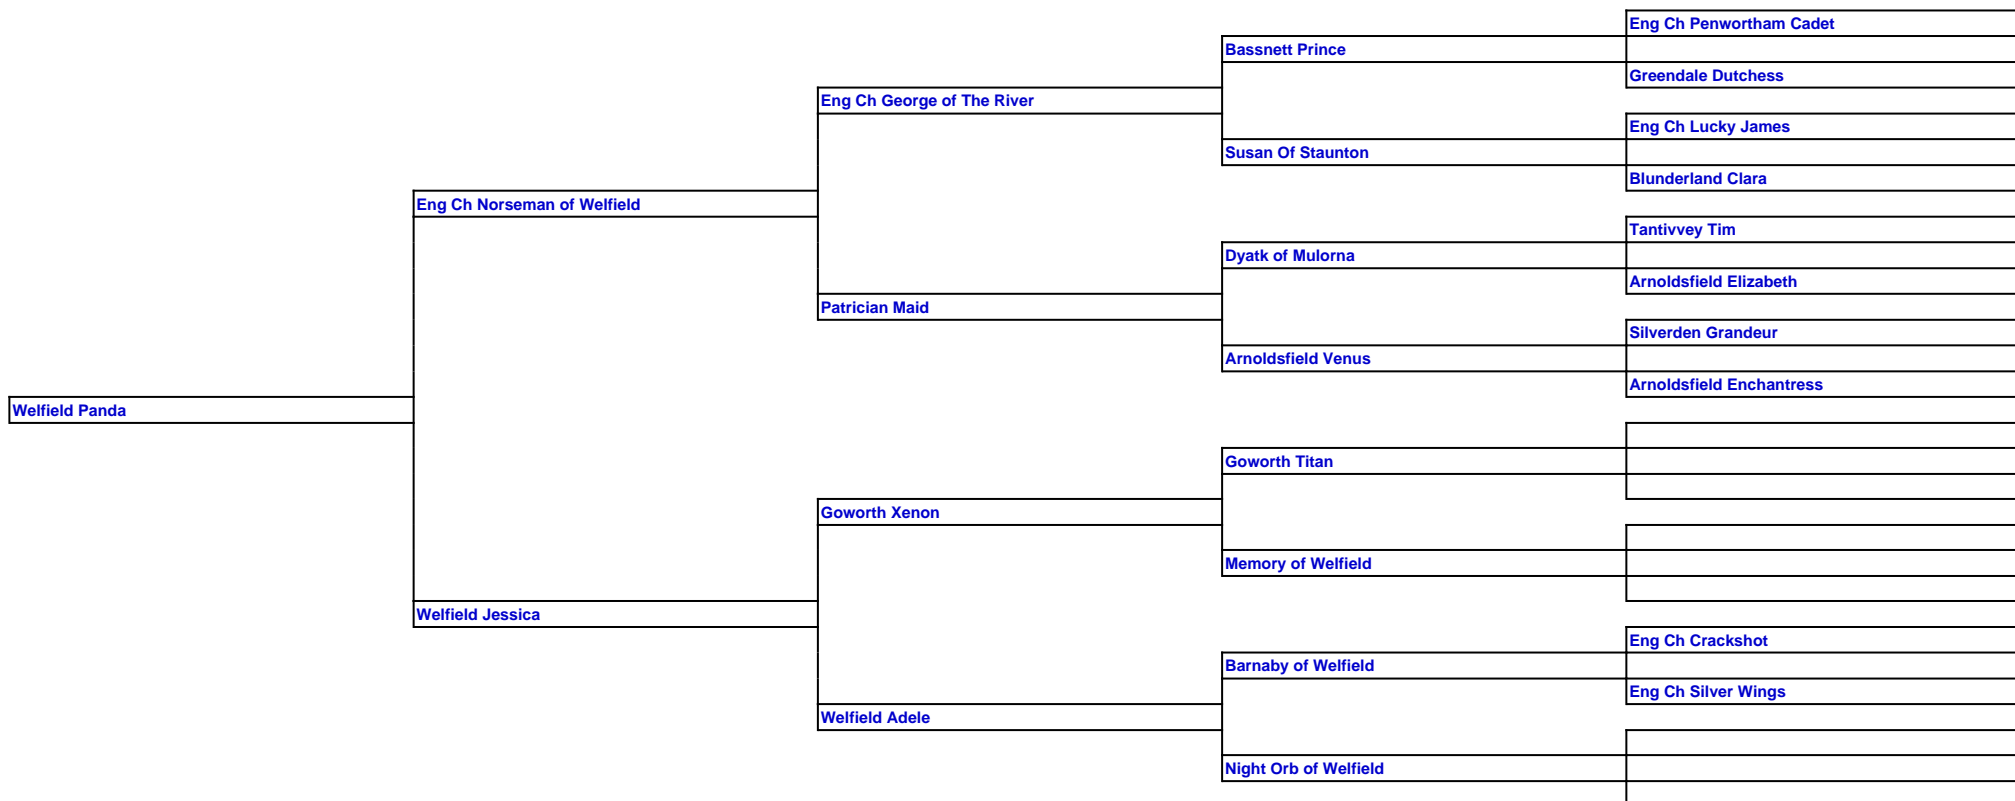 Eng Ch Penwortham Cadet
Bassnett Prince
Greendale Dutchess
Eng Ch George of The River
Eng Ch Lucky James
Susan Of Staunton
Blunderland Clara
Eng Ch Norseman of Welfield
Tantivvey Tim
Dyatk of Mulorna
Arnoldsfield Elizabeth
Patrician Maid
Silverden Grandeur
Arnoldsfield Venus
Arnoldsfield Enchantress
Welfield Panda
Goworth Titan
Goworth Xenon
Memory of Welfield
Welfield Jessica
Eng Ch Crackshot
Barnaby of Welfield
Eng Ch Silver Wings
Welfield Adele
Night Orb of Welfield